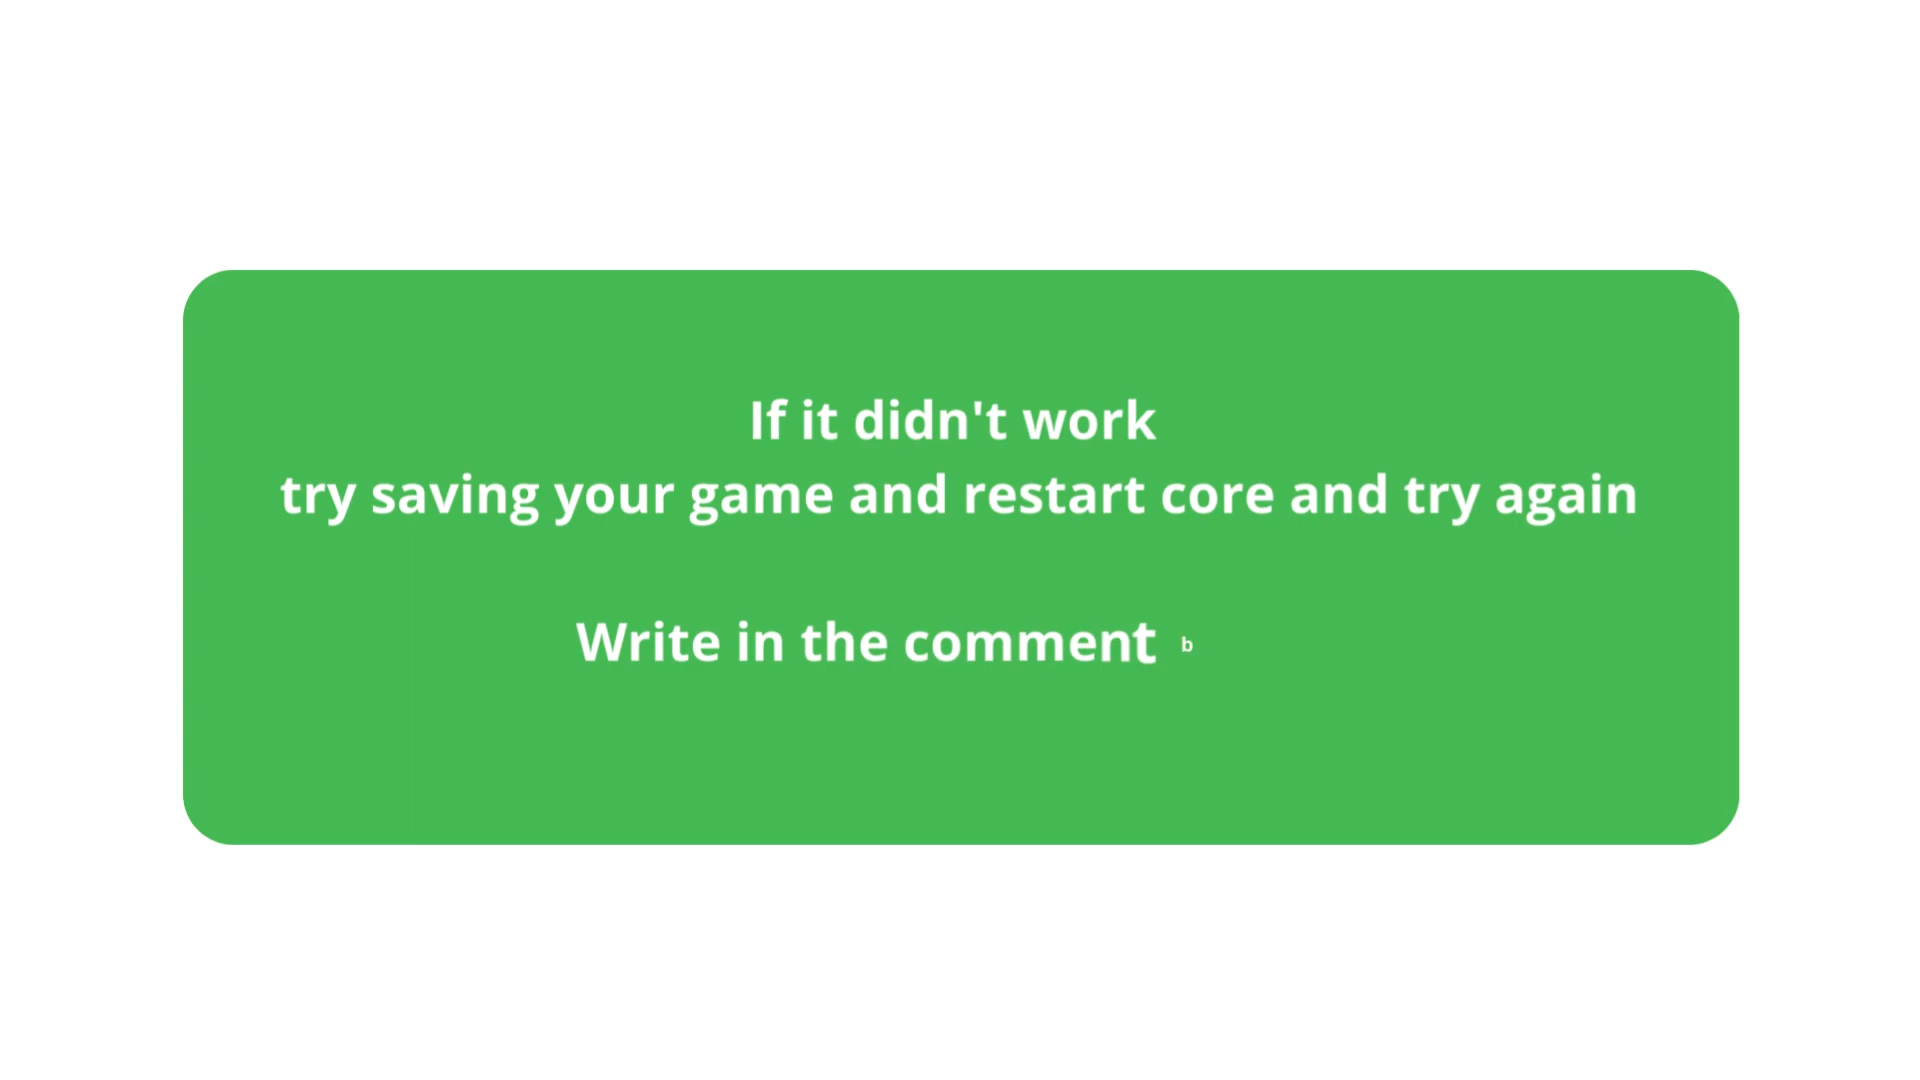 If it didn't work
try saving your game and restart core and try again
Write in the comment b